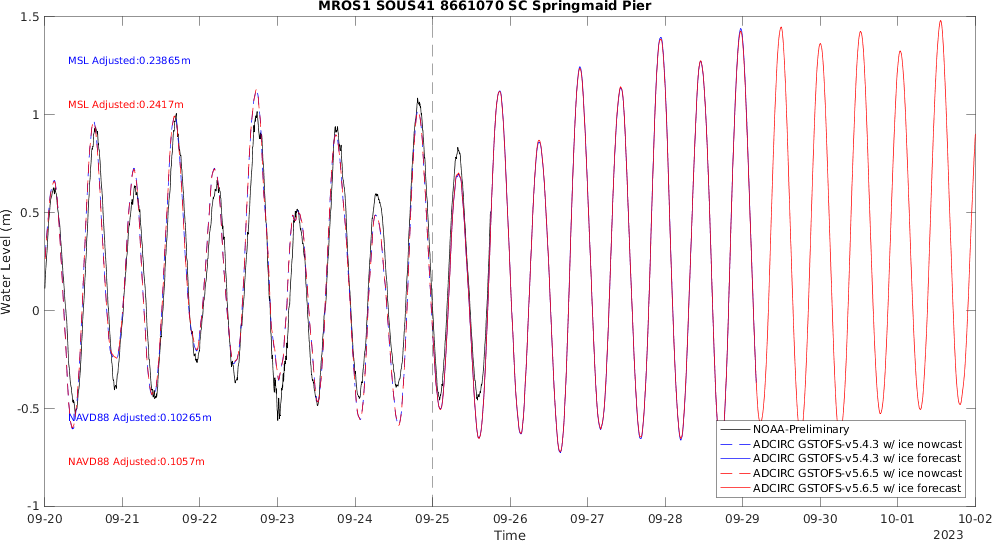 MROS1 SOUS41 8661070 SC Springmaid Pier
1.5
MSL Adjusted:0.23865m
MSL Adjusted:0.2417m
1
0.5
Water Level (m)
0
-0.5
NAVD88 Adjusted:0.10265m
NAVD88 Adjusted:0.1057m
NOAA-Preliminary
ADCIRC GSTOFS-v5.4.3 w/ ice nowcast
ADCIRC GSTOFS-v5.4.3 w/ ice forecast
ADCIRC GSTOFS-v5.6.5 w/ ice nowcast
ADCIRC GSTOFS-v5.6.5 w/ ice forecast
-1
09-20 09-21 09-22 09-23 09-24 09-25 09-26 09-27 09-28 09-29 09-30 10-01 10-02
Time
2023